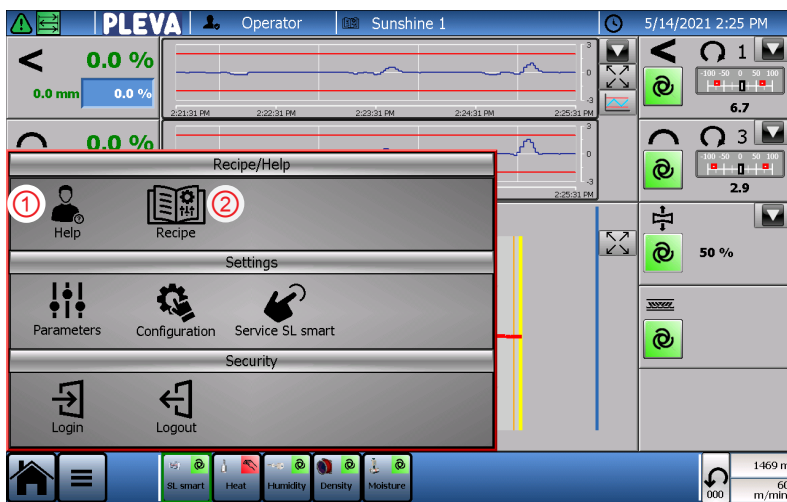 PLEVA Operator Sunshine 1 5/14/2021 2:25 PM
0.0 %
0.0 mm 0.0 %
3
0
-3
2:21:31 PM 2:22:31 PM 2:23:31 PM 2:24:31 PM 2:25:31 PM
1
-100 -50 0 50 100
6.7
0.0 %
3
0
-3
2:25:31 PM
3
-100 -50 0 50 100
2.9
50 %
Recipe/Help
1 2
Help Recipe
Settings
Parameters Configuration Service SL smart
Security
Login Logout
SL smart Heat Humidity Density Moisture
000
1469 m
60
m/min